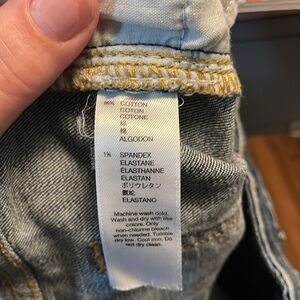 COTTON
COTON
COTONE
綿
棉
ALGODON
1% SPANDEX
ELASTANE
ÉLASTHANNE
ELASTAN
ポリウレタン
氨纶
ELASTANO
Machine wash cold.
Wash and dry with like
colors. Only
non-chlorine bleach
when needed. Tumble
dry low. Cool iron. Do
not dry clean.